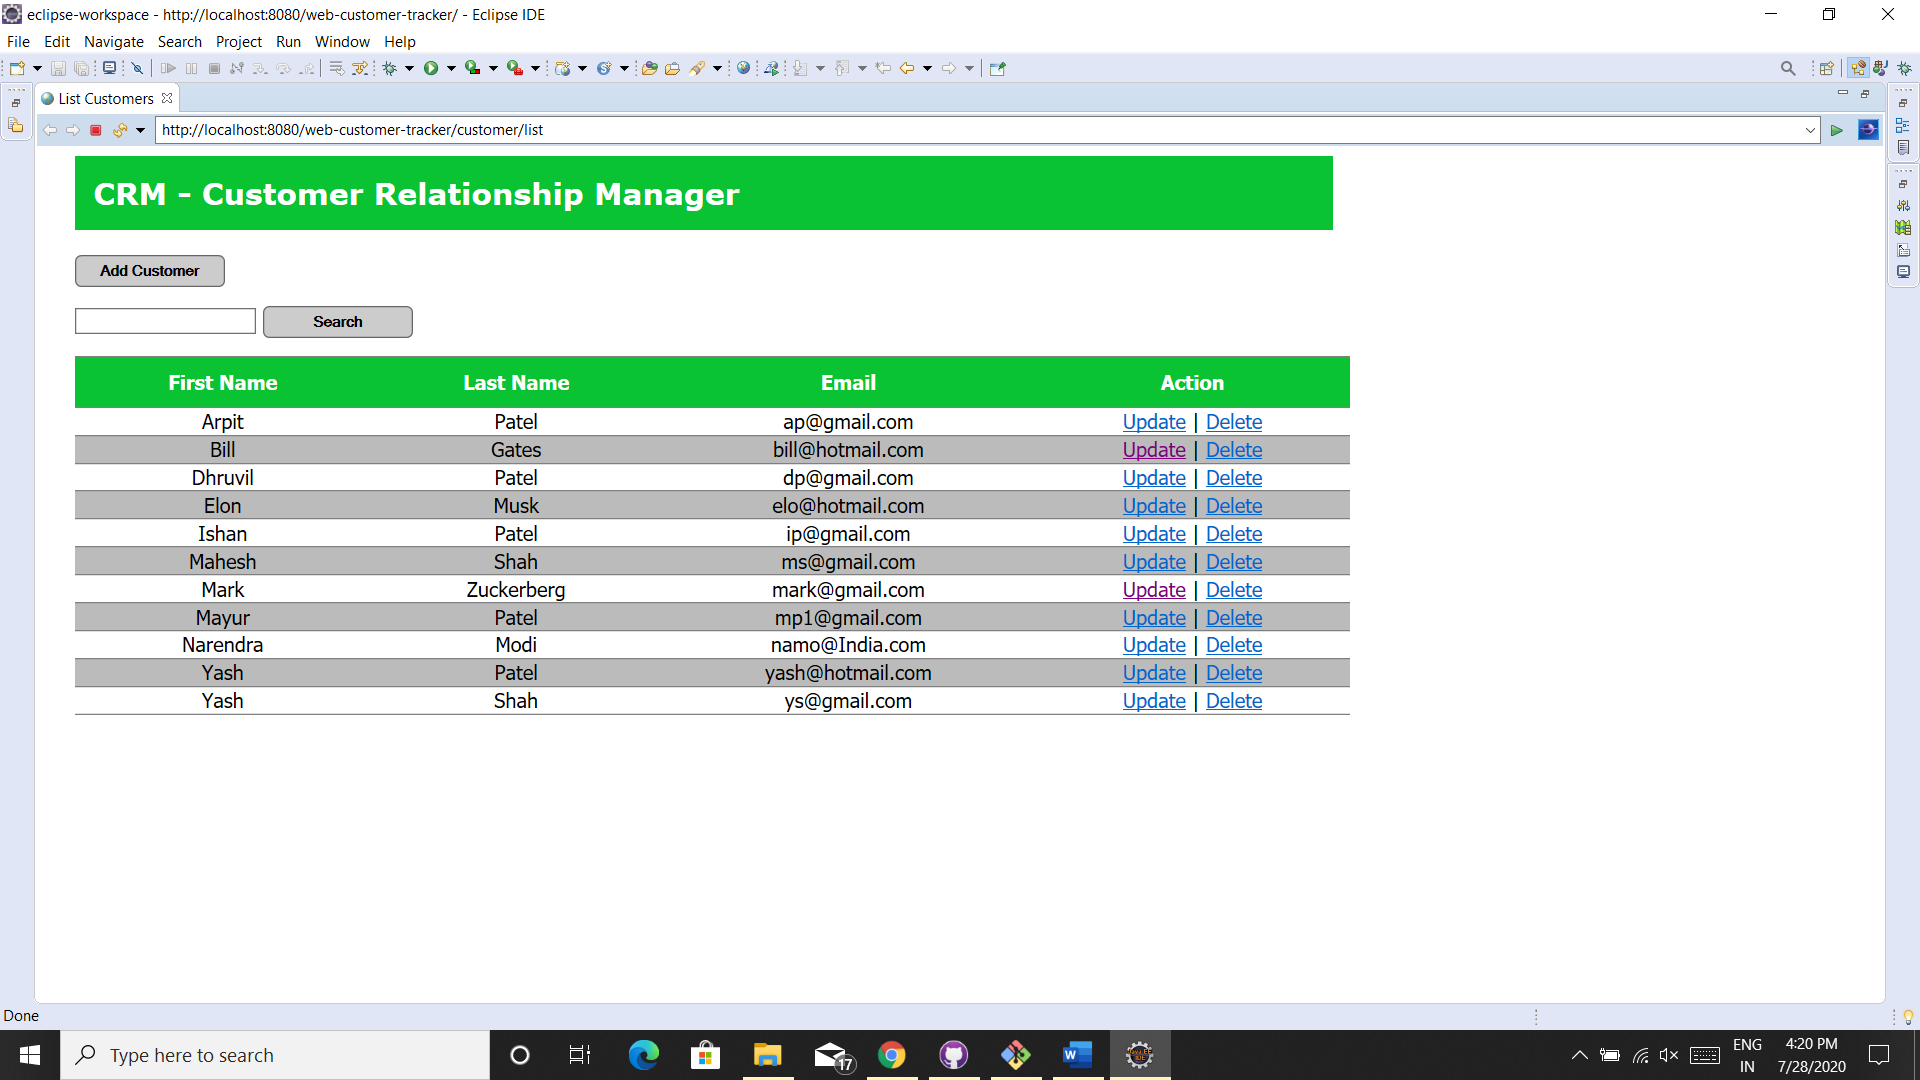 eclipse-workspace - http://localhost:8080/web-customer-tracker/ - Eclipse IDE
File Edit Navigate Search Project Run Window Help
List Customers
http://localhost:8080/web-customer-tracker/customer/list
CRM - Customer Relationship Manager
Add Customer
Search
First Name Last Name Email Action
Arpit Patel ap@gmail.com Update | Delete
Bill Gates bill@hotmail.com Update | Delete
Dhruvil Patel dp@gmail.com Update | Delete
Elon Musk elo@hotmail.com Update | Delete
Ishan Patel ip@gmail.com Update | Delete
Mahesh Shah ms@gmail.com Update | Delete
Mark Zuckerberg mark@gmail.com Update | Delete
Mayur Patel mp1@gmail.com Update | Delete
Narendra Modi namo@India.com Update | Delete
Yash Patel yash@hotmail.com Update | Delete
Yash Shah ys@gmail.com Update | Delete
Done
Type here to search
17
ENG
IN
4:20 PM
7/28/2020